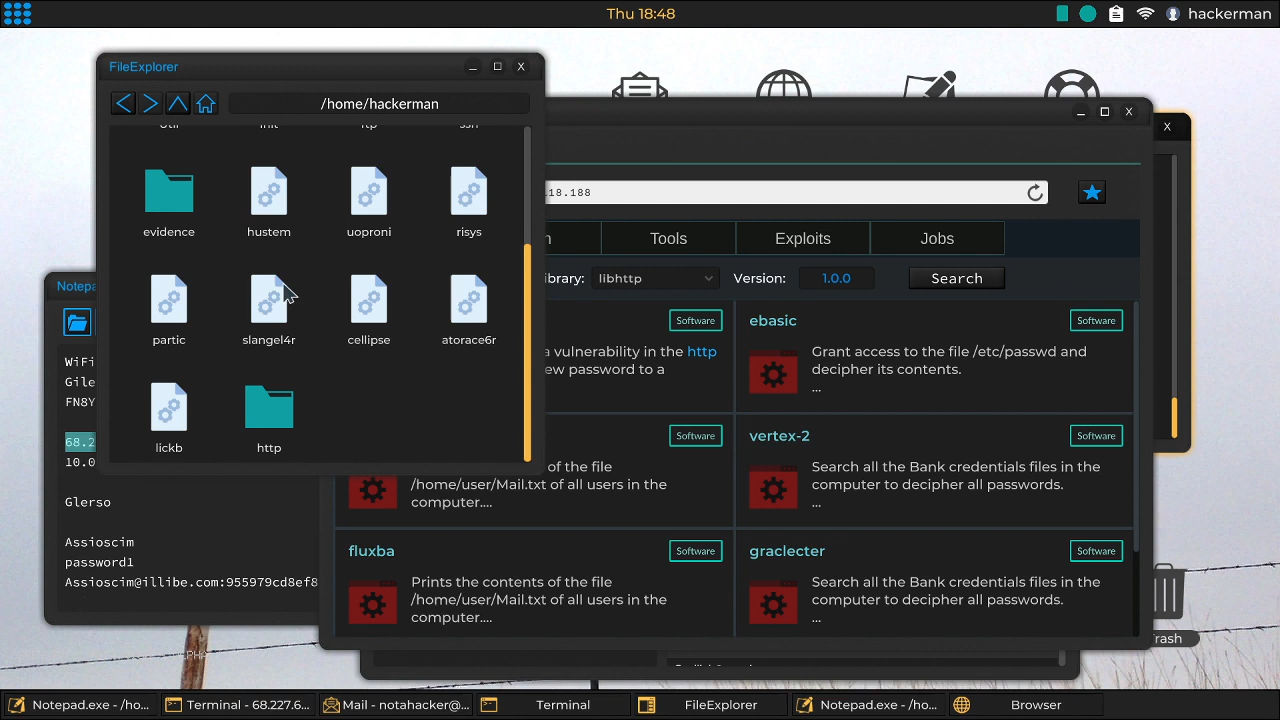 Thu 18:48
hackerman
FileExplorer
/home/hackerman
evidence
hustem
uoproni
risys
partic
slangel4r
cellipse
atorace6r
lickb
http
18.188
Tools
Exploits
Jobs
libhttp
Version:
1.0.0
Search
Software
a vulnerability in the http
password to a
ebasic
Software
Grant access to the file /etc/passwd and
decipher its contents.
...
Software
of the file
/home/user/Mail.txt of all users in the
computer....
vertex-2
Software
Search all the Bank credentials files in the
computer to decipher all passwords.
...
fluxba
Software
Prints the contents of the file
/home/user/Mail.txt of all users in the
computer....
graclecter
Software
Search all the Bank credentials files in the
computer to decipher all passwords.
...
Notepa
WiFi
Gile
FN8Y
68.2
10.0
Glerso
Assioscim
password1
Assioscim@illibe.com:955979cd8ef8
Notepad.exe - /ho...
Terminal - 68.227.6...
Mail - notahacker@...
Terminal
FileExplorer
Notepad.exe - /ho...
Browser